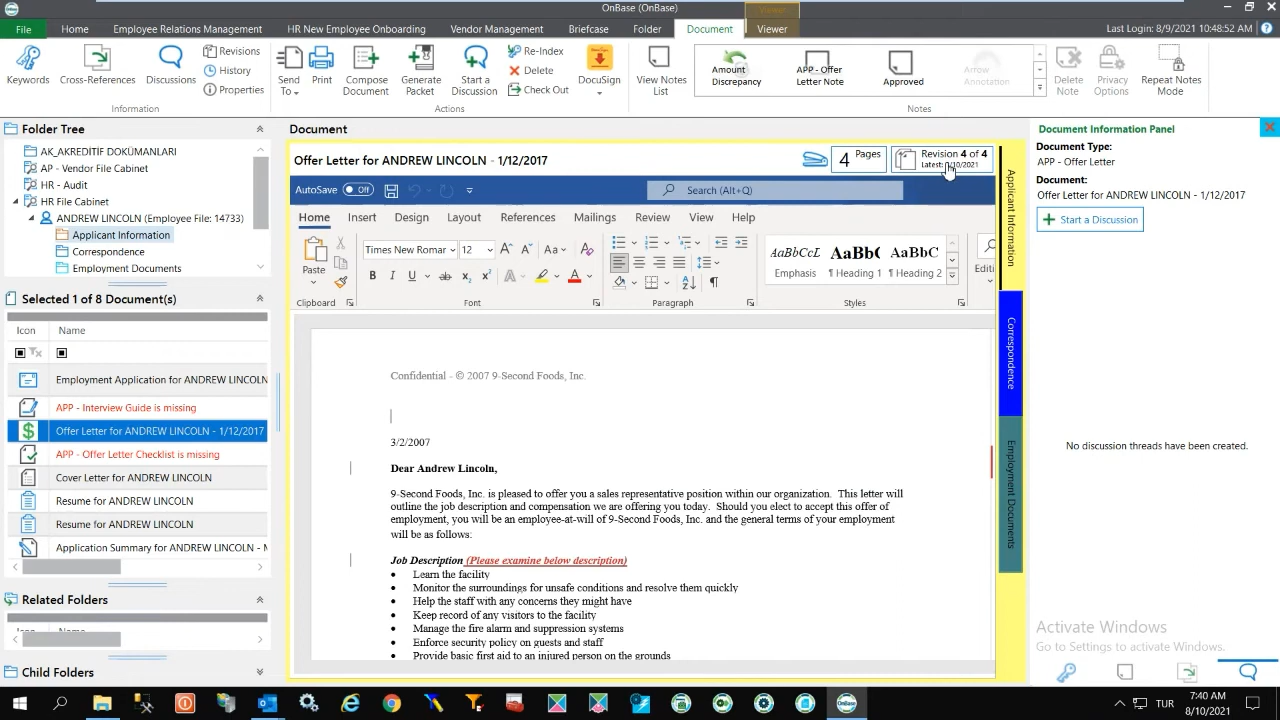 OnBase
OnBase (OnBase)
Viewer
File
Home
Employee Relations Management
HR New Employee Onboarding
Vendor Management
Briefcase
Folder
Document
Viewer
Last Login: 8/9/2021 10:48:52 AM
Keywords
Cross-References
Discussions
Revisions
History
Properties
Information
Send
To
Print
Compose
Document
Generate
Packet
Start a
Discussion
Re-Index
Delete
Check Out
DocuSign
Actions
View Notes
List
Amount
Discrepancy
APP - Offer
Letter Note
Approved
Arrow
Annotation
Delete
Note
Privacy
Options
Repeat Notes
Mode
Notes
Folder Tree
AK_AKREDİTİF DOKÜMANLARI
AP - Vendor File Cabinet
HR - Audit
HR File Cabinet
ANDREW LINCOLN (Employee File: 14733)
Applicant Information
Correspondence
Employment Documents
Selected 1 of 8 Document(s)
Icon Name
Employment Application for ANDREW LINCOLN
APP - Interview Guide is missing
Offer Letter for ANDREW LINCOLN - 1/12/2017
APP - Offer Letter Checklist is missing
Cover Letter for ANDREW LINCOLN
Resume for ANDREW LINCOLN
Resume for ANDREW LINCOLN
Application Summary for ANDREW LINCOLN -
Related Folders
Child Folders
Document
Offer Letter for ANDREW LINCOLN - 1/12/2017
4 Pages
Revision 4 of 4
AutoSave Off
Search (Alt+Q)
Home Insert Design Layout References Mailings Review View Help
Paste
Clipboard
Times New Romar 12
Font
Paragraph
AaBbCcI
Emphasis
AaBb(
¶ Heading 1
AaBbC
¶ Heading 2
Styles
Editi
Confidential - © 2007 9-Second Foods, Inc.
3/2/2007
Dear Andrew Lincoln,
9-Second Foods, Inc. is pleased to offer you a sales representative position within our organization. This letter will
outline the job description and compensation we are offering you today. Should you elect to accept this offer of
employment, you will be an employee-at-will of 9-Second Foods, Inc. and the general terms of your employment
will be as follows:
Job Description (Please examine below description)
• Learn the facility
• Monitor the surroundings for unsafe conditions and resolve them quickly
• Help the staff with any concerns they might have
• Keep record of any visitors to the facility
• Manage the fire alarm and suppression systems
• Enforce security policy on guests and staff
• Provide basic first aid to an injured person on the grounds
Applicant Information
Correspondence
Employment Documents
Document Information Panel
Document Type:
APP - Offer Letter
Document:
Offer Letter for ANDREW LINCOLN - 1/12/2017
Start a Discussion
No discussion threads have been created.
Activate Windows
Go to Settings to activate Windows.
OnBase
TUR
7:40 AM
8/10/2021